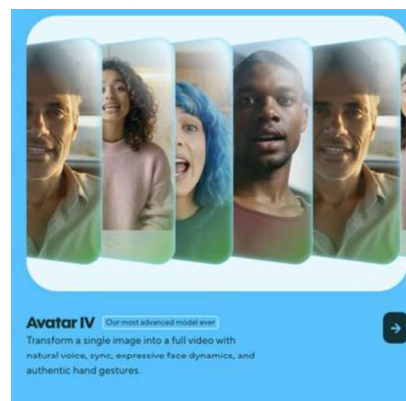 Avatar IV Our most advanced model ever
Transform a single image into a full video with
natural voice, sync, expressive face dynamics, and
authentic hand gestures.